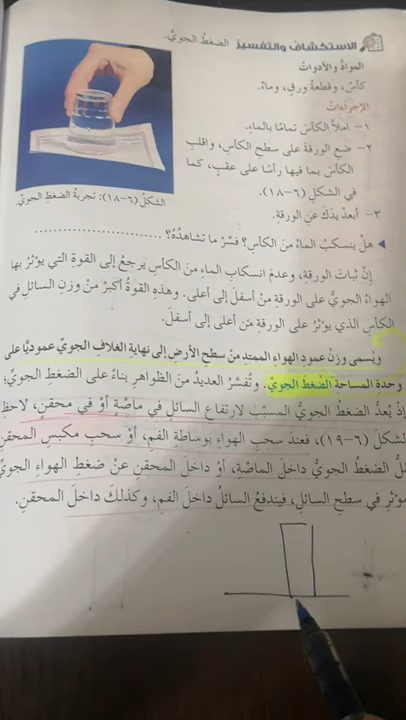 الاستكشاف والتفسير الضغطُ الجويُّ.
الموادُّ والأدواتُ
كأسٌ، وقطعةُ ورقٍ، وماءٌ.
الإجراءاتُ
١- املأ الكأسَ تمامًا بالماءِ.
٢- ضعِ الورقةَ على سطحِ الكأسِ، واقلبِ
الكأسَ بما فيها رأسًا على عقبٍ، كما
في الشكلِ (٦-١٨).
٣- أبعدْ يدَكَ عنِ الورقةِ.
الشكلُ (٦-١٨): تجربةُ الضغطِ الجويِّ.
هلْ ينسكبُ الماءُ منَ الكأسِ؟ فسِّرْ ما تشاهدُهُ؟ ..............................
إنَّ ثباتَ الورقةِ، وعدمَ انسكابِ الماءِ منَ الكأسِ يرجعُ إلى القوةِ التي يؤثرُ بها
الهواءُ الجويُّ على الورقةِ منْ أسفلَ إلى أعلى. وهذهِ القوةُ أكبرُ منْ وزنِ السائلِ في
الكأسِ الذي يؤثرُ على الورقةِ منْ أعلى إلى أسفلَ.
ويُسمى وزنُ عمودِ الهواءِ الممتدِ منْ سطحِ الأرضِ إلى نهايةِ الغلافِ الجويِّ عموديًّا على
وحدةِ المساحةِ الضغطَ الجويَّ. وتُفسَّرُ العديدُ منَ الظواهرِ بناءً على الضغطِ الجويِّ؛
إذْ يُعدُّ الضغطُ الجويُّ المسبِّبَ لارتفاعِ السائلِ في ماصَّةٍ أوْ في محقنٍ، لاحظِ
الشكلَ (٦-١٩)، فعندَ سحبِ الهواءِ بوساطةِ الفمِ، أوْ سحبِ مكبسِ المحقنِ
يقلُّ الضغطُ الجويُّ داخلَ الماصَّةِ، أوْ داخلَ المحقنِ عنْ ضغطِ الهواءِ الجويِّ
المؤثرِ في سطحِ السائلِ، فيندفعُ السائلُ داخلَ الفمِ، وكذلكَ داخلَ المحقنِ.